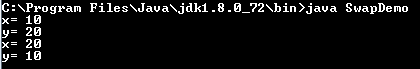 C:\Program Files\Java\jdk1.8.0_72\bin>java SwapDemo
x= 10
y= 20
x= 20
y= 10